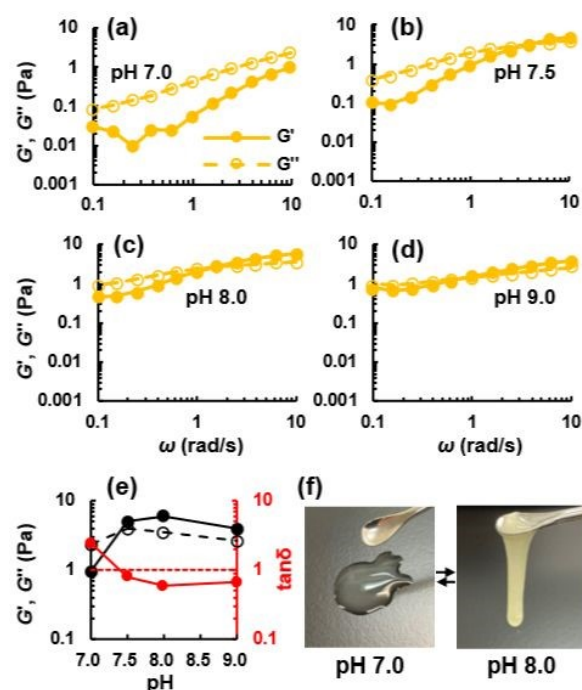 (a)
pH 7.0
G', G'' (Pa)
10
1
0.1
0.01
0.001
0.1
1
10
G'
G''
(b)
pH 7.5
10
1
0.1
0.01
0.001
0.1
1
10
(c)
pH 8.0
G', G'' (Pa)
10
1
0.1
0.01
0.001
0.1
1
10
ω (rad/s)
(d)
pH 9.0
10
1
0.1
0.01
0.001
0.1
1
10
ω (rad/s)
(e)
G', G'' (Pa)
10
1
0.1
10
1
0.1
tanδ
7.0 7.5 8.0 8.5 9.0
pH
(f)
pH 7.0
pH 8.0